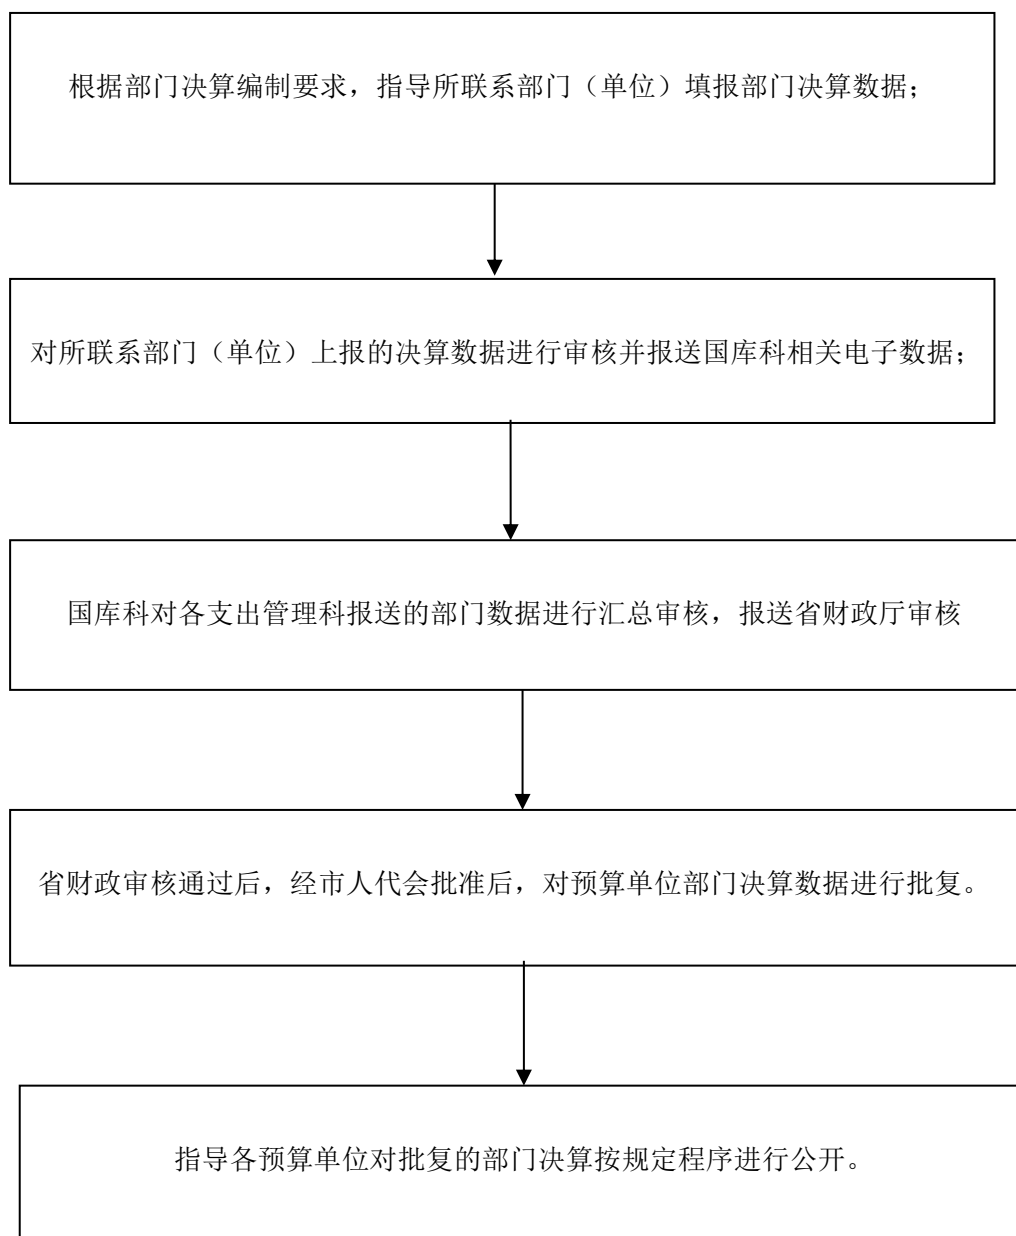 根据部门决算编制要求，指导所联系部门（单位）填报部门决算数据；
对所联系部门（单位）上报的决算数据进行审核并报送国库科相关电子数据；
国库科对各支出管理科报送的部门数据进行汇总审核，报送省财政厅审核
省财政审核通过后，经市人代会批准后，对预算单位部门决算数据进行批复。
指导各预算单位对批复的部门决算按规定程序进行公开。